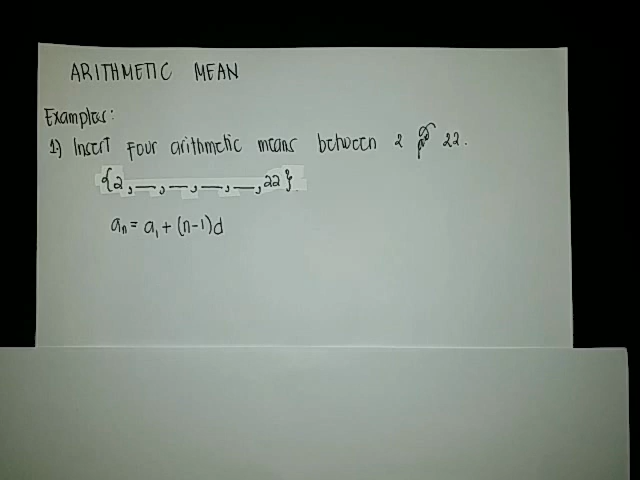 ARITHMETIC MEAN
Examples:
1) Insert four arithmetic means between 2 & 22.
{2, __, __, __, __, 22}
an = a1 + (n-1)d